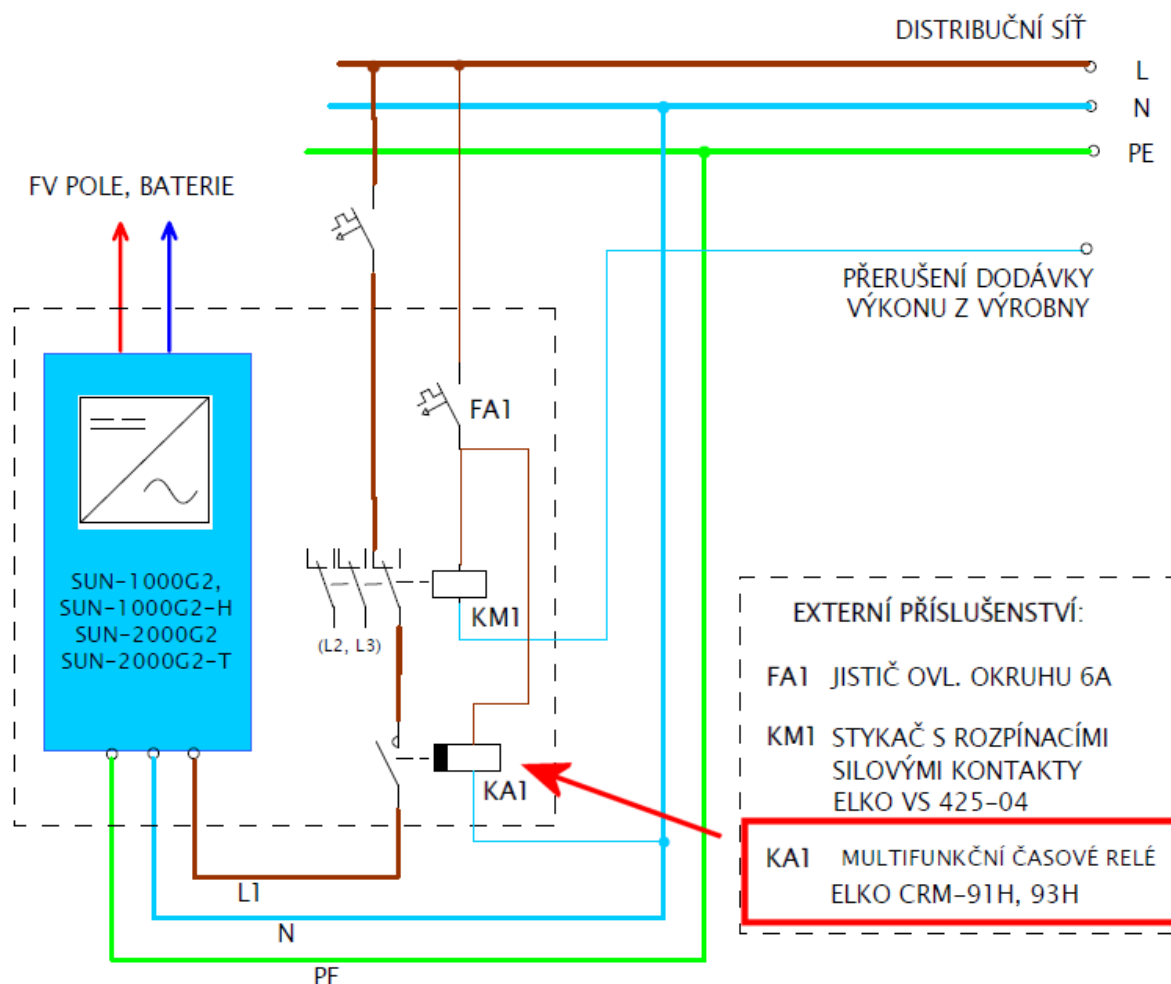 DISTRIBUČNÍ SÍŤ
L
N
PE
FV POLE, BATERIE
PŘERUŠENÍ DODÁVKY
VÝKONU Z VÝROBNY
FA1
SUN-1000G2,
SUN-1000G2-H
SUN-2000G2
SUN-2000G2-T
KM1
(L2, L3)
KA1
L1
N
PE
EXTERNÍ PŘÍSLUŠENSTVÍ:
FA1 JISTIČ OVL. OKRUHU 6A
KM1 STYKAČ S ROZPÍNACÍMI
SILOVÝMI KONTAKTY
ELKO VS 425-04
KA1 MULTIFUNKČNÍ ČASOVÉ RELÉ
ELKO CRM-91H, 93H